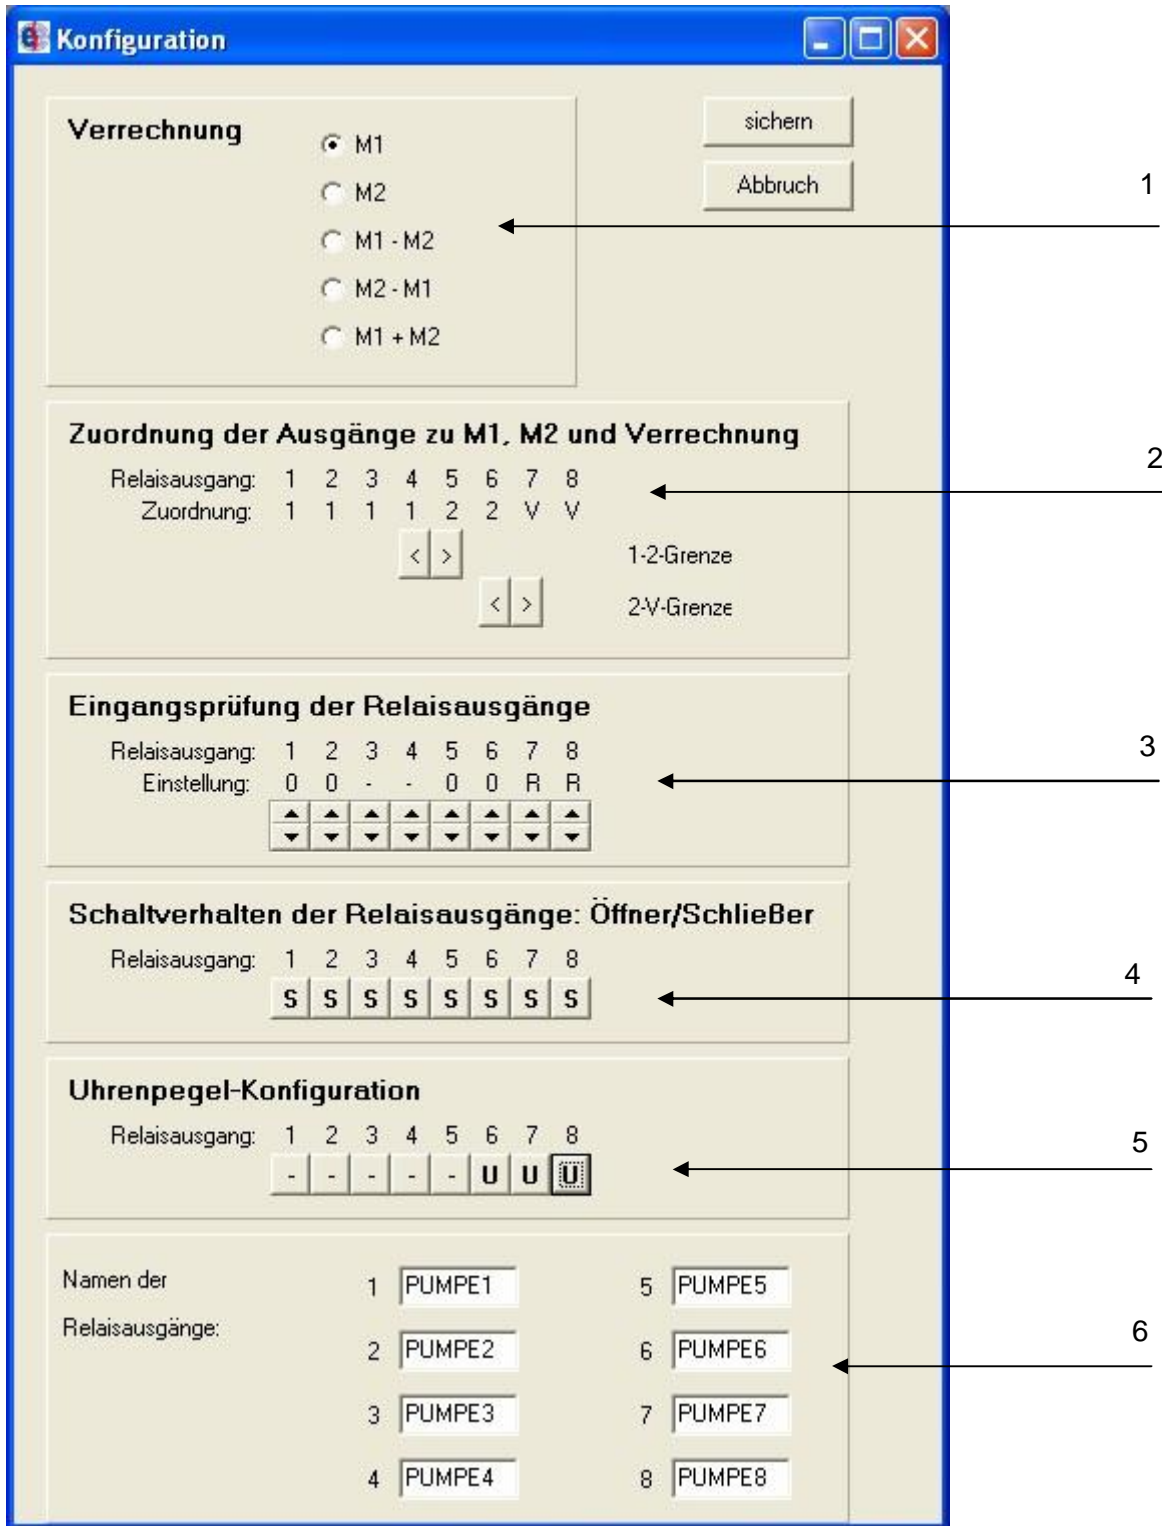 Konfiguration
Verrechnung
M1
M2
M1 - M2
M2 - M1
M1 + M2
sichern
Abbruch
1
Zuordnung der Ausgänge zu M1, M2 und Verrechnung
Relaisausgang: 1 2 3 4 5 6 7 8
Zuordnung: 1 1 1 1 2 2 V V
< > 1-2-Grenze
< > 2-V-Grenze
2
Eingangsprüfung der Relaisausgänge
Relaisausgang: 1 2 3 4 5 6 7 8
Einstellung: 0 0 - - 0 0 R R
3
Schaltverhalten der Relaisausgänge: Öffner/Schließer
Relaisausgang: 1 2 3 4 5 6 7 8
S S S S S S S S
4
Uhrenpegel-Konfiguration
Relaisausgang: 1 2 3 4 5 6 7 8
- - - - - U U U
5
Namen der
Relaisausgänge:
1 PUMPE1
2 PUMPE2
3 PUMPE3
4 PUMPE4
5 PUMPE5
6 PUMPE6
7 PUMPE7
8 PUMPE8
6